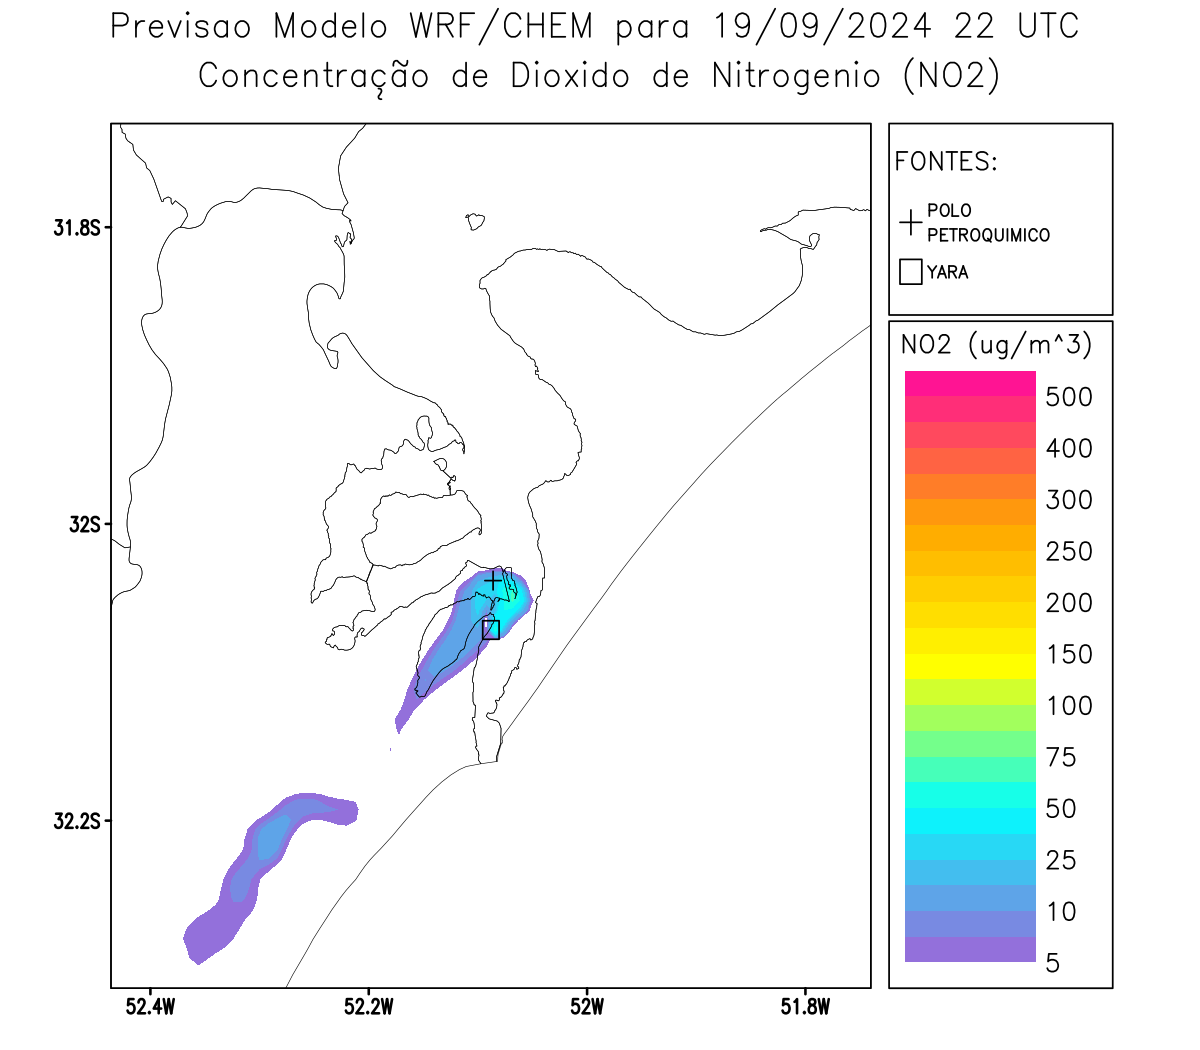 Previsao Modelo WRF/CHEM para 19/09/2024 22 UTC
Concentração de Dioxido de Nitrogenio (NO2)
FONTES:
POLO
PETROQUIMICO
YARA
NO2 (ug/m^3)
500
400
300
250
200
150
100
75
50
25
10
5
31.8S
32S
32.2S
52.4W
52.2W
52W
51.8W